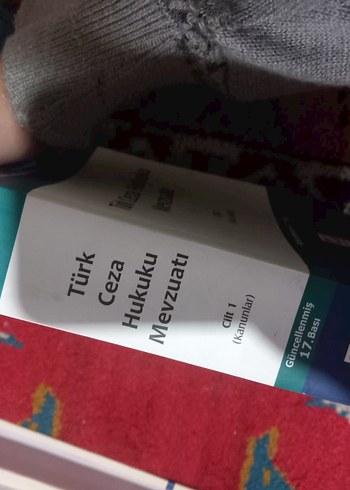 Türk
Ceza
Hukuku
Mevzuatı
Cilt 1
(Kanunlar)
Güncellenmiş
17. Bası